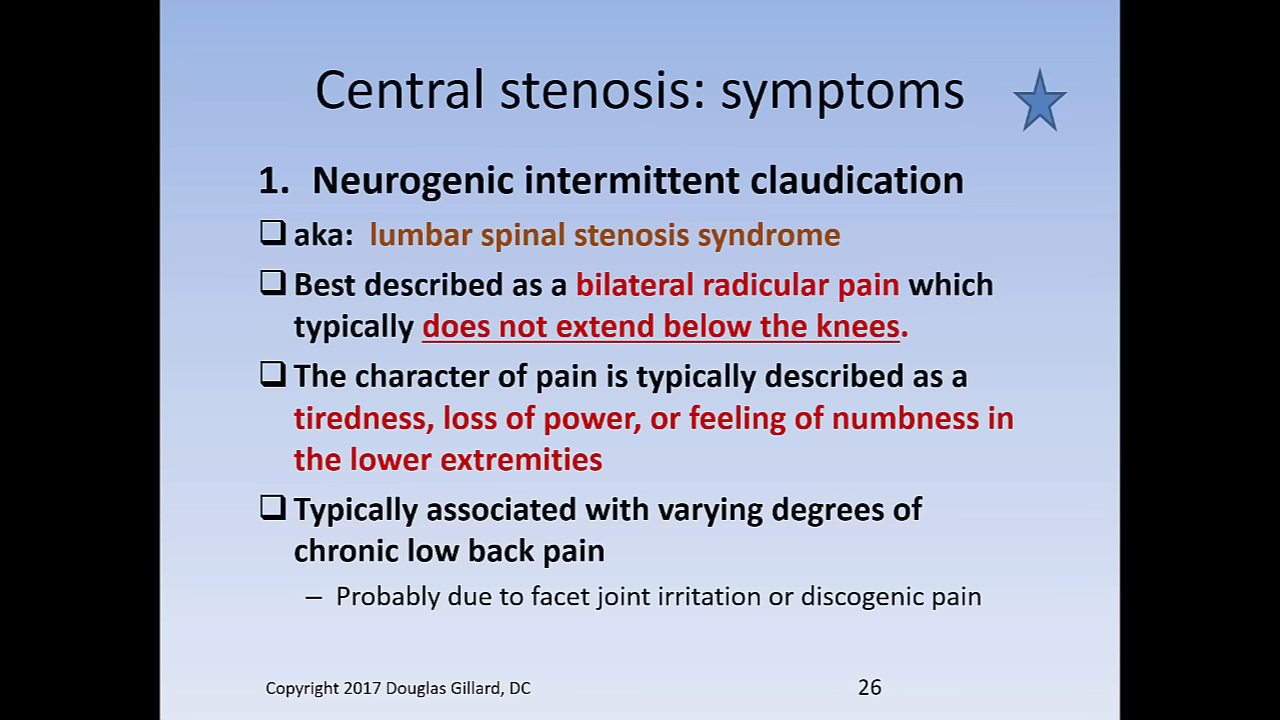 Central stenosis: symptoms
1. Neurogenic intermittent claudication
aka: lumbar spinal stenosis syndrome
Best described as a bilateral radicular pain which
typically does not extend below the knees.
The character of pain is typically described as a
tiredness, loss of power, or feeling of numbness in
the lower extremities
Typically associated with varying degrees of
chronic low back pain
– Probably due to facet joint irritation or discogenic pain
Copyright 2017 Douglas Gillard, DC
26